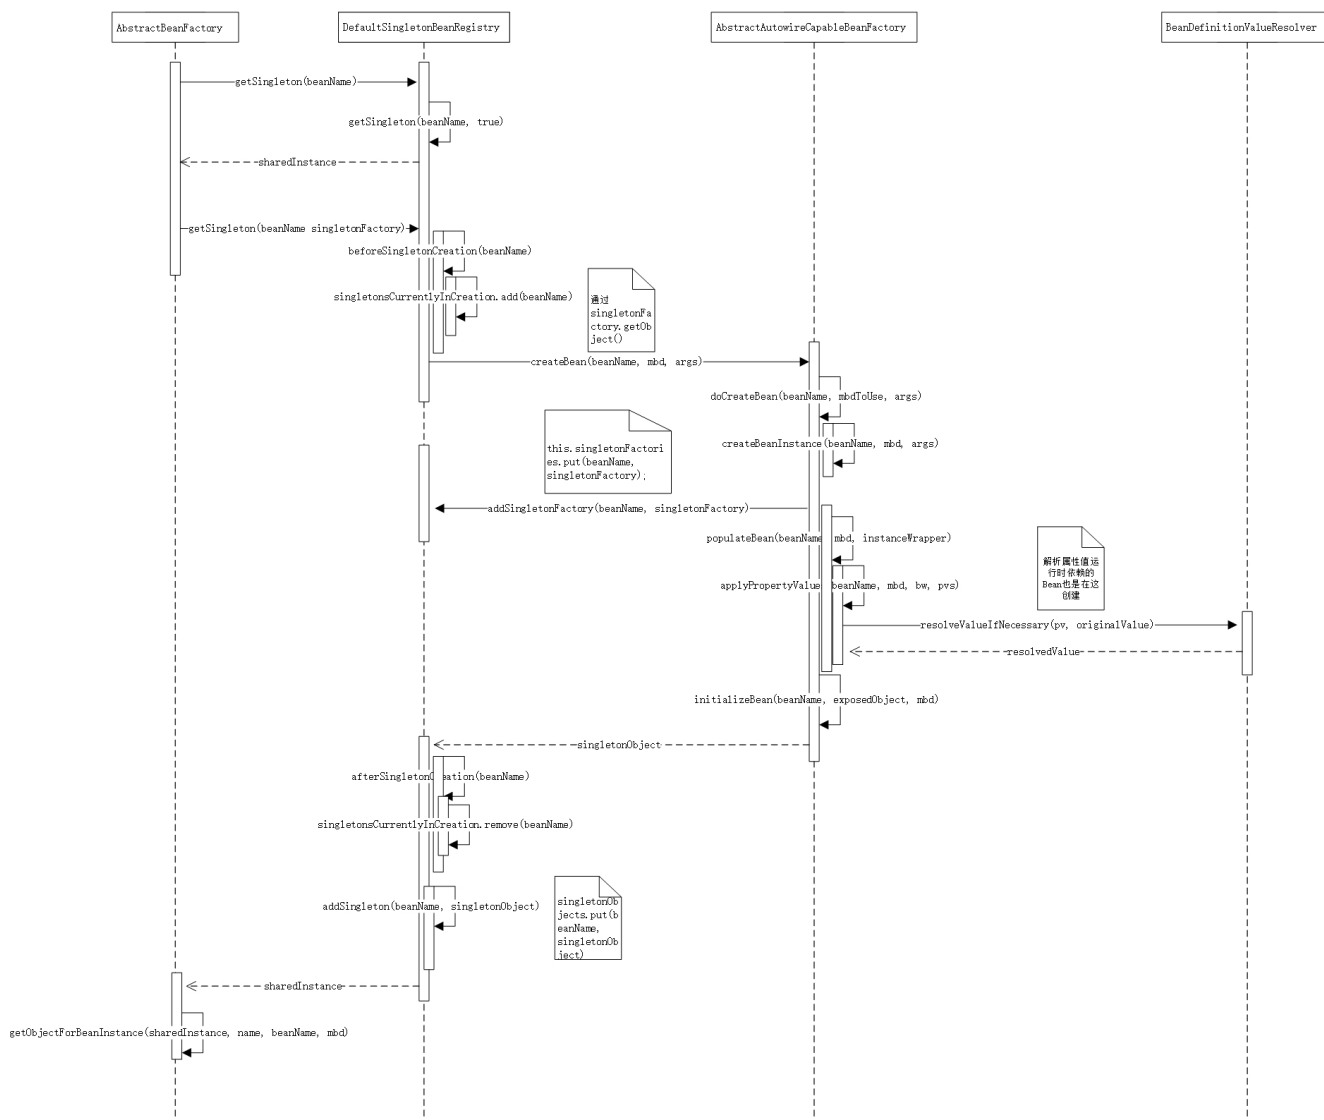 AbstractBeanFactory
DefaultSingletonBeanRegistry
AbstractAutowireCapableBeanFactory
BeanDefinitionValueResolver
getSingleton(beanName)
getSingleton(beanName, true)
sharedInstance
getSingleton(beanName singletonFactory)
beforeSingletonCreation(beanName)
singletonsCurrentlyInCreation.add(beanName)
通过
singletonFa
ctory.getOb
ject()
createBean(beanName, mbd, args)
doCreateBean(beanName, mbdToUse, args)
createBeanInstance(beanName, mbd, args)
this.singletonFactori
es.put(beanName,
singletonFactory);
addSingletonFactory(beanName, singletonFactory)
populateBean(beanName, mbd, instanceWrapper)
解析属性值运
行时依赖的
Bean也是在这
创建
applyPropertyValue (beanName, mbd, bw, pvs)
resolveValueIfNecessary(pv, originalValue)
resolvedValue
initializeBean(beanName, exposedObject, mbd)
singletonObject
afterSingletonCreation(beanName)
singletonsCurrentlyInCreation.remove(beanName)
addSingleton(beanName, singletonObject)
singletonOb
jects.put(b
eanName,
singletonOb
ject)
sharedInstance
getObjectForBeanInstance(sharedInstance, name, beanName, mbd)